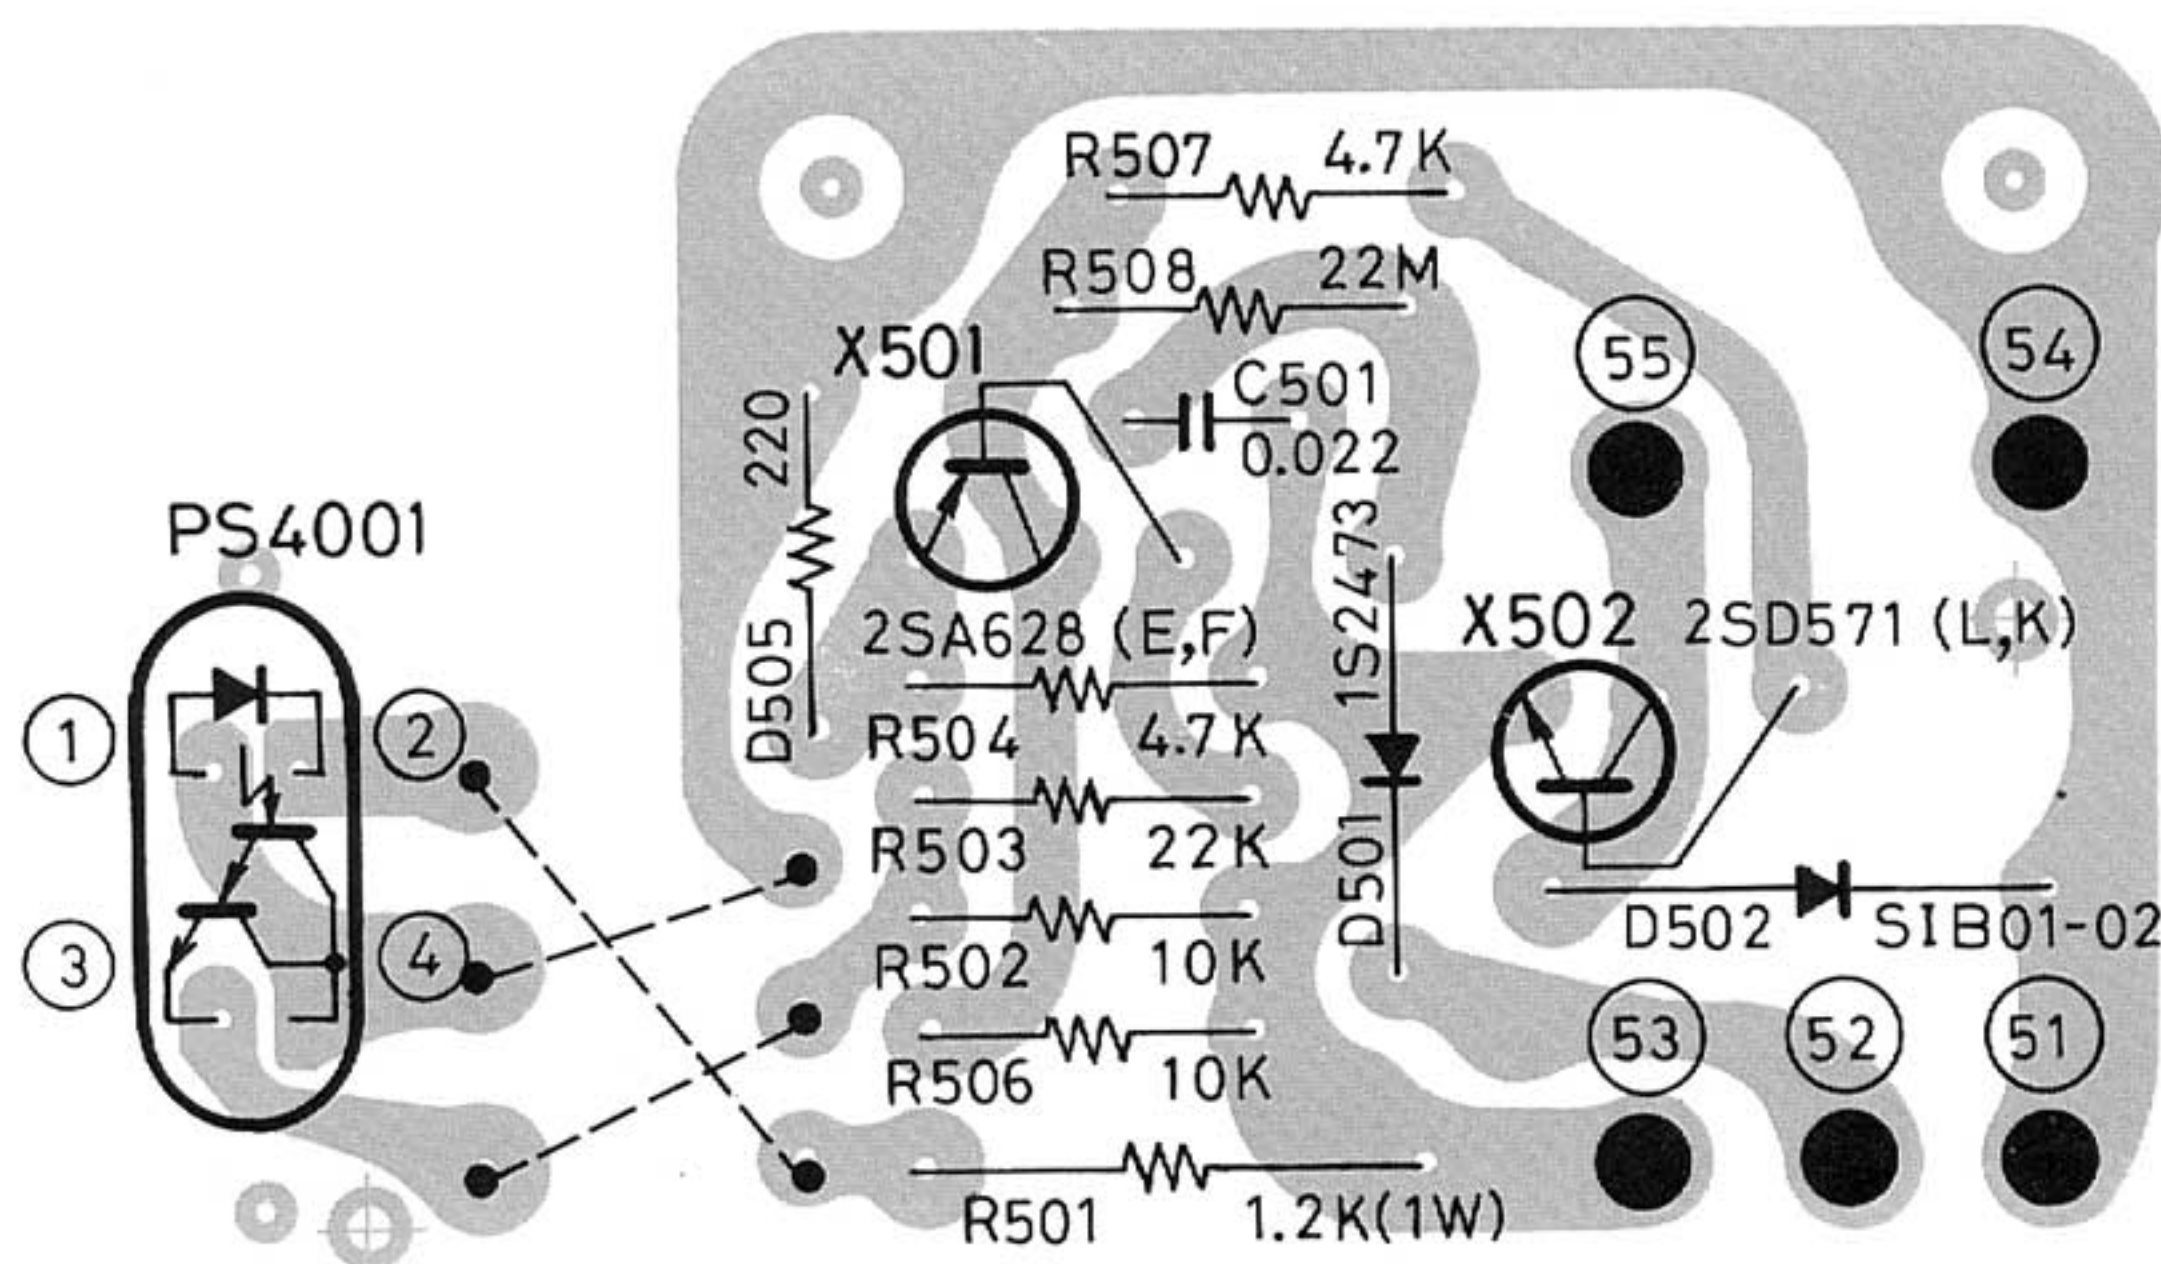 R507 4.7K
R508 22M
X501
C501
0.022
55
54
220
D505
PS4001
1S2473
D501
2SA628 (E,F)
X502 2SD571 (L,K)
1
2
R504 4.7K
R503 22K
3
4
R502 10K
D502 SIB01-02
R506 10K
53
52
51
R501 1.2K(1W)